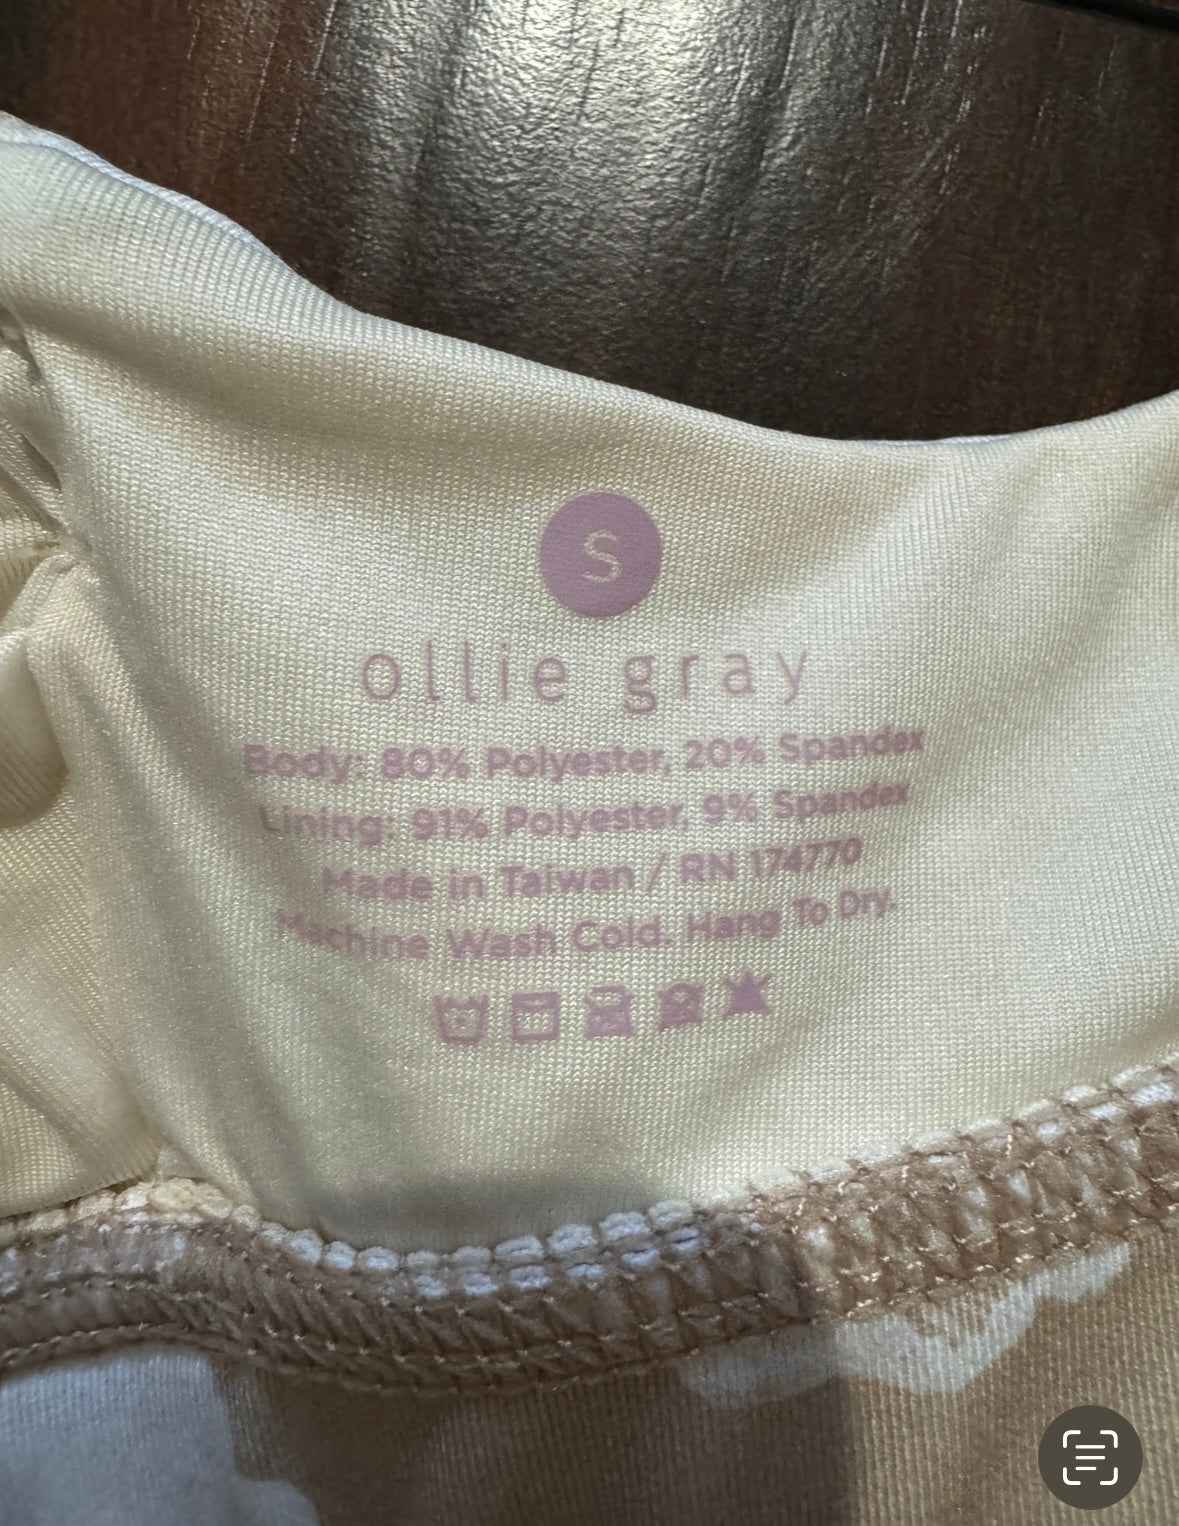 S
ollie gray
Body: 80% Polyester, 20% Spandex
Lining: 91% Polyester, 9% Spandex
Made in Taiwan / RN 174770
Machine Wash Cold. Hang To Dry.